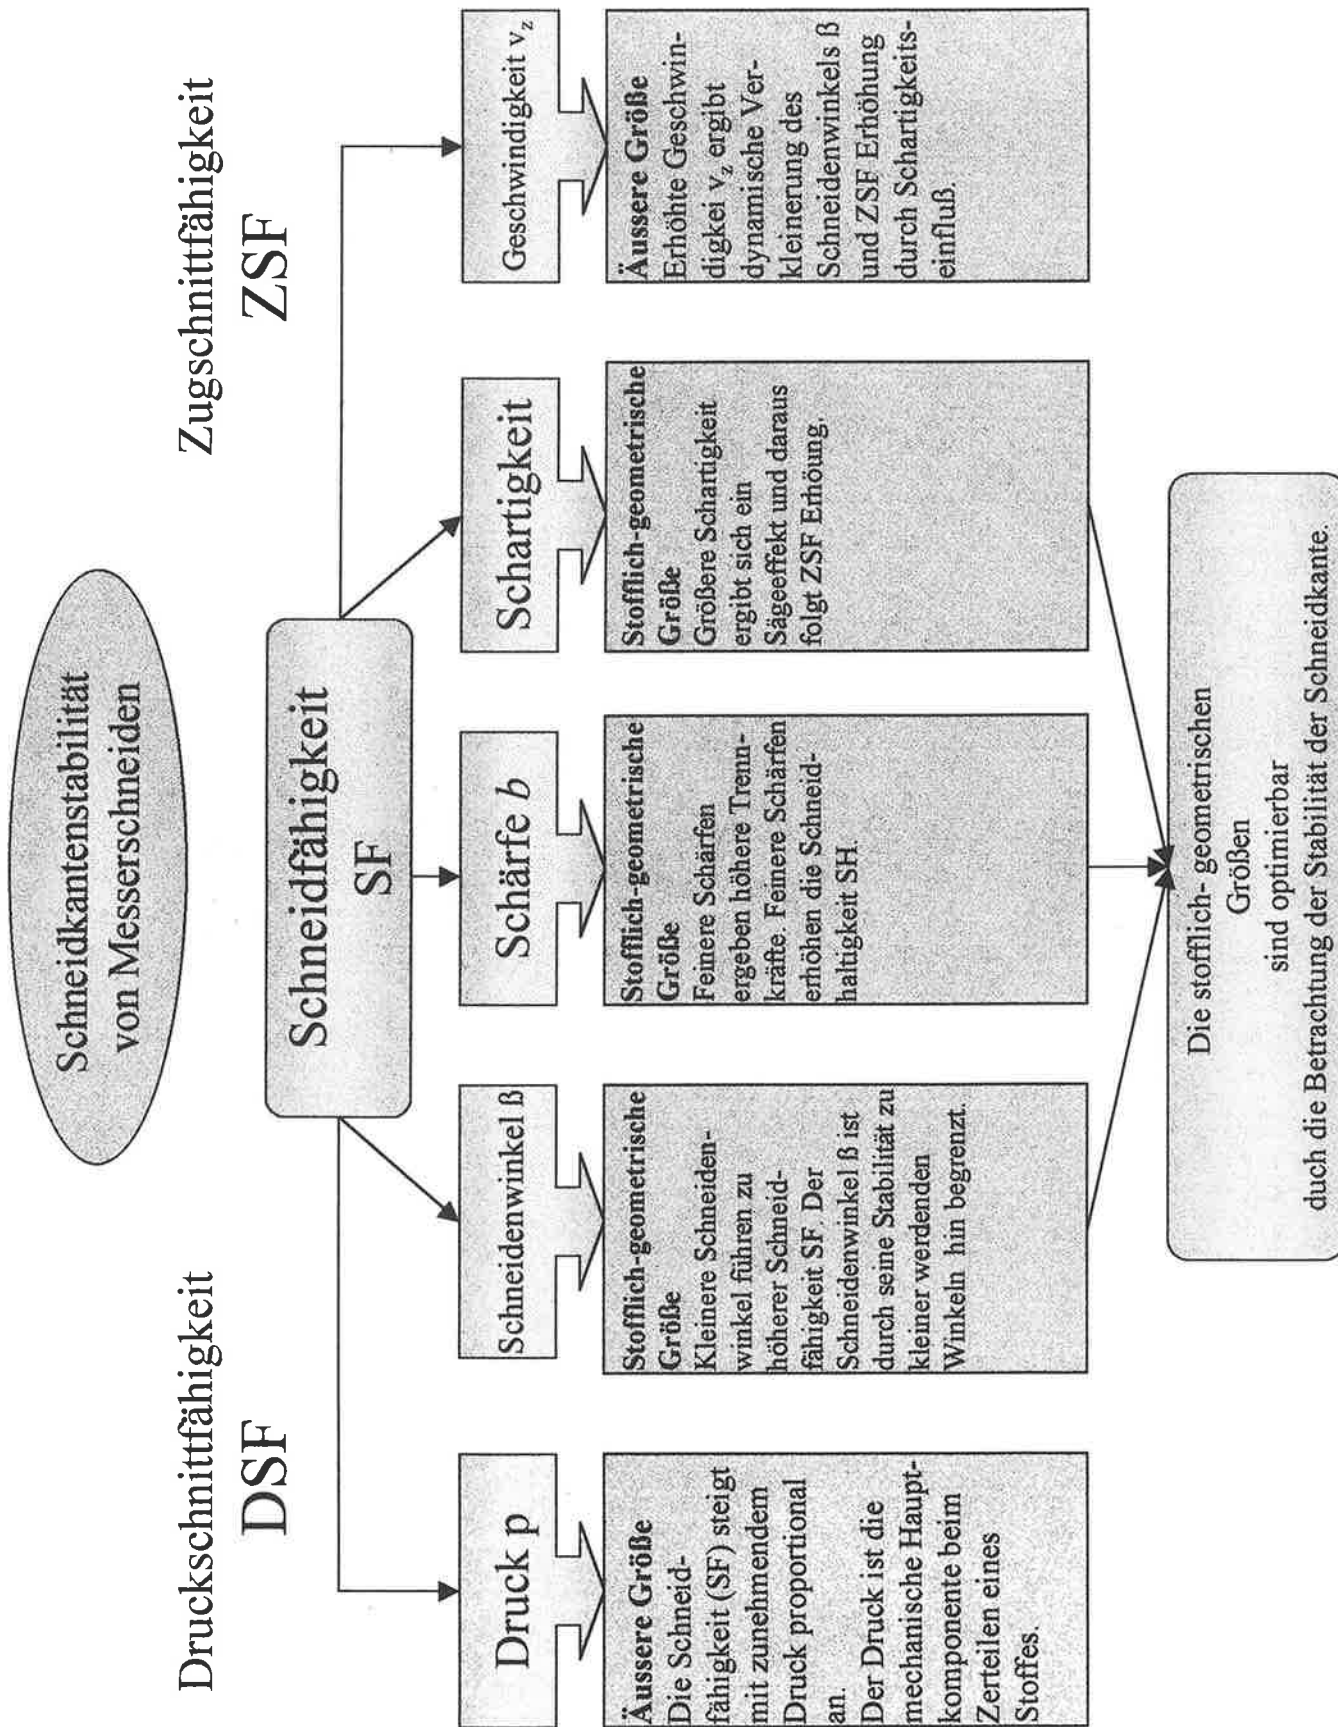 Schneidkantenstabilität
von Messerschneiden
Druckschnittfähigkeit
DSF
Zugschnittfähigkeit
ZSF
Schneidfähigkeit
SF
Druck p
Äussere Größe
Die Schneid-
fähigkeit (SF) steigt
mit zunehmendem
Druck proportional
an.
Der Druck ist die
mechanische Haupt-
komponente beim
Zerteilen eines
Stoffes.
Schneidenwinkel ß
Stofflich-geometrische
Größe
Kleinere Schneiden-
winkel führen zu
höherer Schneid-
fähigkeit SF. Der
Schneidenwinkel ß ist
durch seine Stabilität zu
kleiner werdenden
Winkeln hin begrenzt.
Schärfe b
Stofflich-geometrische
Größe
Feinere Schärfen
ergeben höhere Trenn-
kräfte. Feinere Schärfen
erhöhen die Schneid-
haltigkeit SH.
Schartigkeit
Stofflich-geometrische
Größe
Größere Schartigkeit
ergibt sich ein
Sägeeffekt und daraus
folgt ZSF Erhöung.
Geschwindigkeit vz
Äussere Größe
Erhöhte Geschwin-
digkei vz ergibt
dynamische Ver-
kleinerung des
Schneidenwinkels ß
und ZSF Erhöhung
durch Schartigkeits-
einfluß.
Die stofflich- geometrischen
Größen
sind optimierbar
duch die Betrachtung der Stabilität der Schneidkante.